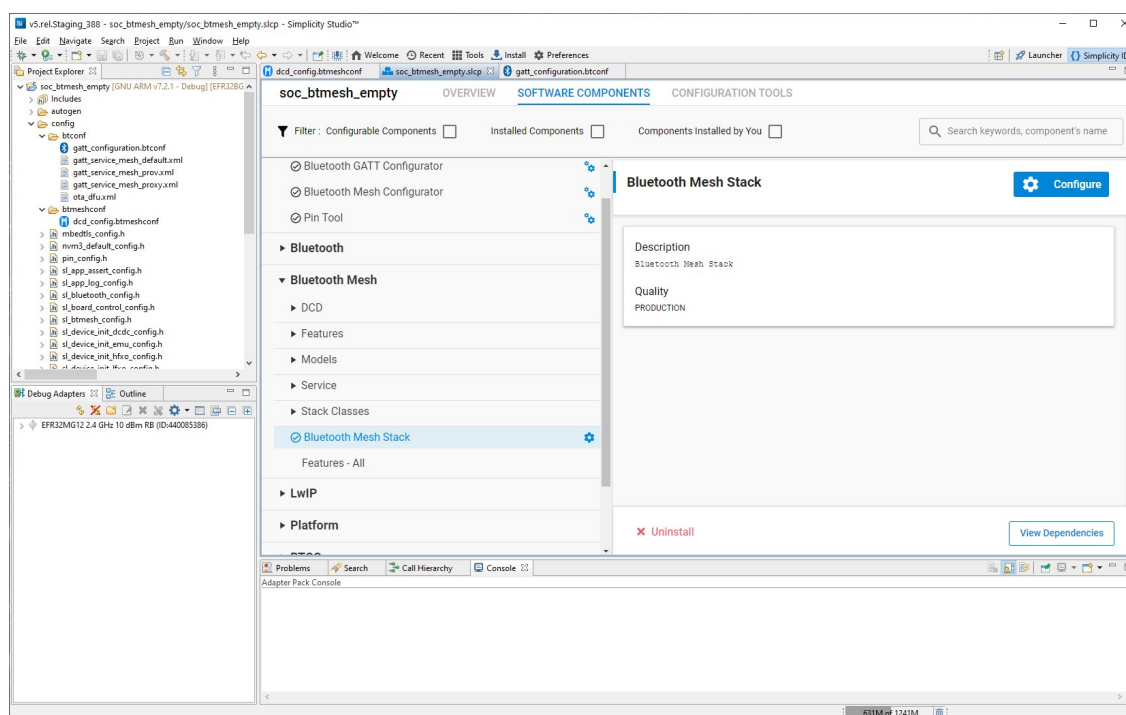 v5.rel.Staging_388 - soc_btmesh_empty/soc_btmesh_empty.slcp - Simplicity Studio™
File Edit Navigate Search Project Run Window Help
Welcome Recent Tools Install Preferences
Launcher Simplicity ID
Project Explorer
dcd_config.btmeshconf soc_btmesh_empty.slcp gatt_configuration.btconf
soc_btmesh_empty [GNU ARM v7.2.1 - Debug] [EFR32BG
Includes
autogen
config
btconf
gatt_configuration.btconf
gatt_service_mesh_default.xml
gatt_service_mesh_prov.xml
gatt_service_mesh_proxy.xml
ota_dfu.xml
btmeshconf
dcd_config.btmeshconf
mbedtls_config.h
nvm3_default_config.h
pin_config.h
sl_app_assert_config.h
sl_app_log_config.h
sl_bluetooth_config.h
sl_board_control_config.h
sl_btmesh_config.h
sl_device_init_dcdc_config.h
sl_device_init_emu_config.h
sl_device_init_hfxo_config.h
sl_device_init_lfxo_config.h
Debug Adapters Outline
EFR32MG12 2.4 GHz 10 dBm RB (ID:440085386)
soc_btmesh_empty OVERVIEW SOFTWARE COMPONENTS CONFIGURATION TOOLS
Filter : Configurable Components Installed Components Components Installed by You Search keywords, component's name
Bluetooth GATT Configurator
Bluetooth Mesh Configurator
Pin Tool
Bluetooth
Bluetooth Mesh
DCD
Features
Models
Service
Stack Classes
Bluetooth Mesh Stack
Features - All
LwIP
Platform
Bluetooth Mesh Stack Configure
Description
Bluetooth Mesh Stack
Quality
PRODUCTION
Uninstall View Dependencies
Problems Search Call Hierarchy Console
Adapter Pack Console
631M of 1241M